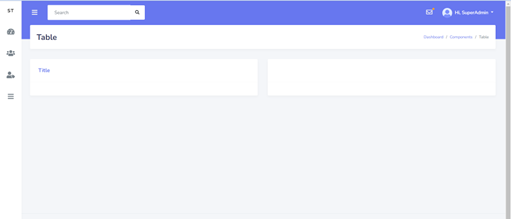 ST
Search
Hi, SuperAdmin
Table
Dashboard / Components / Table
Title